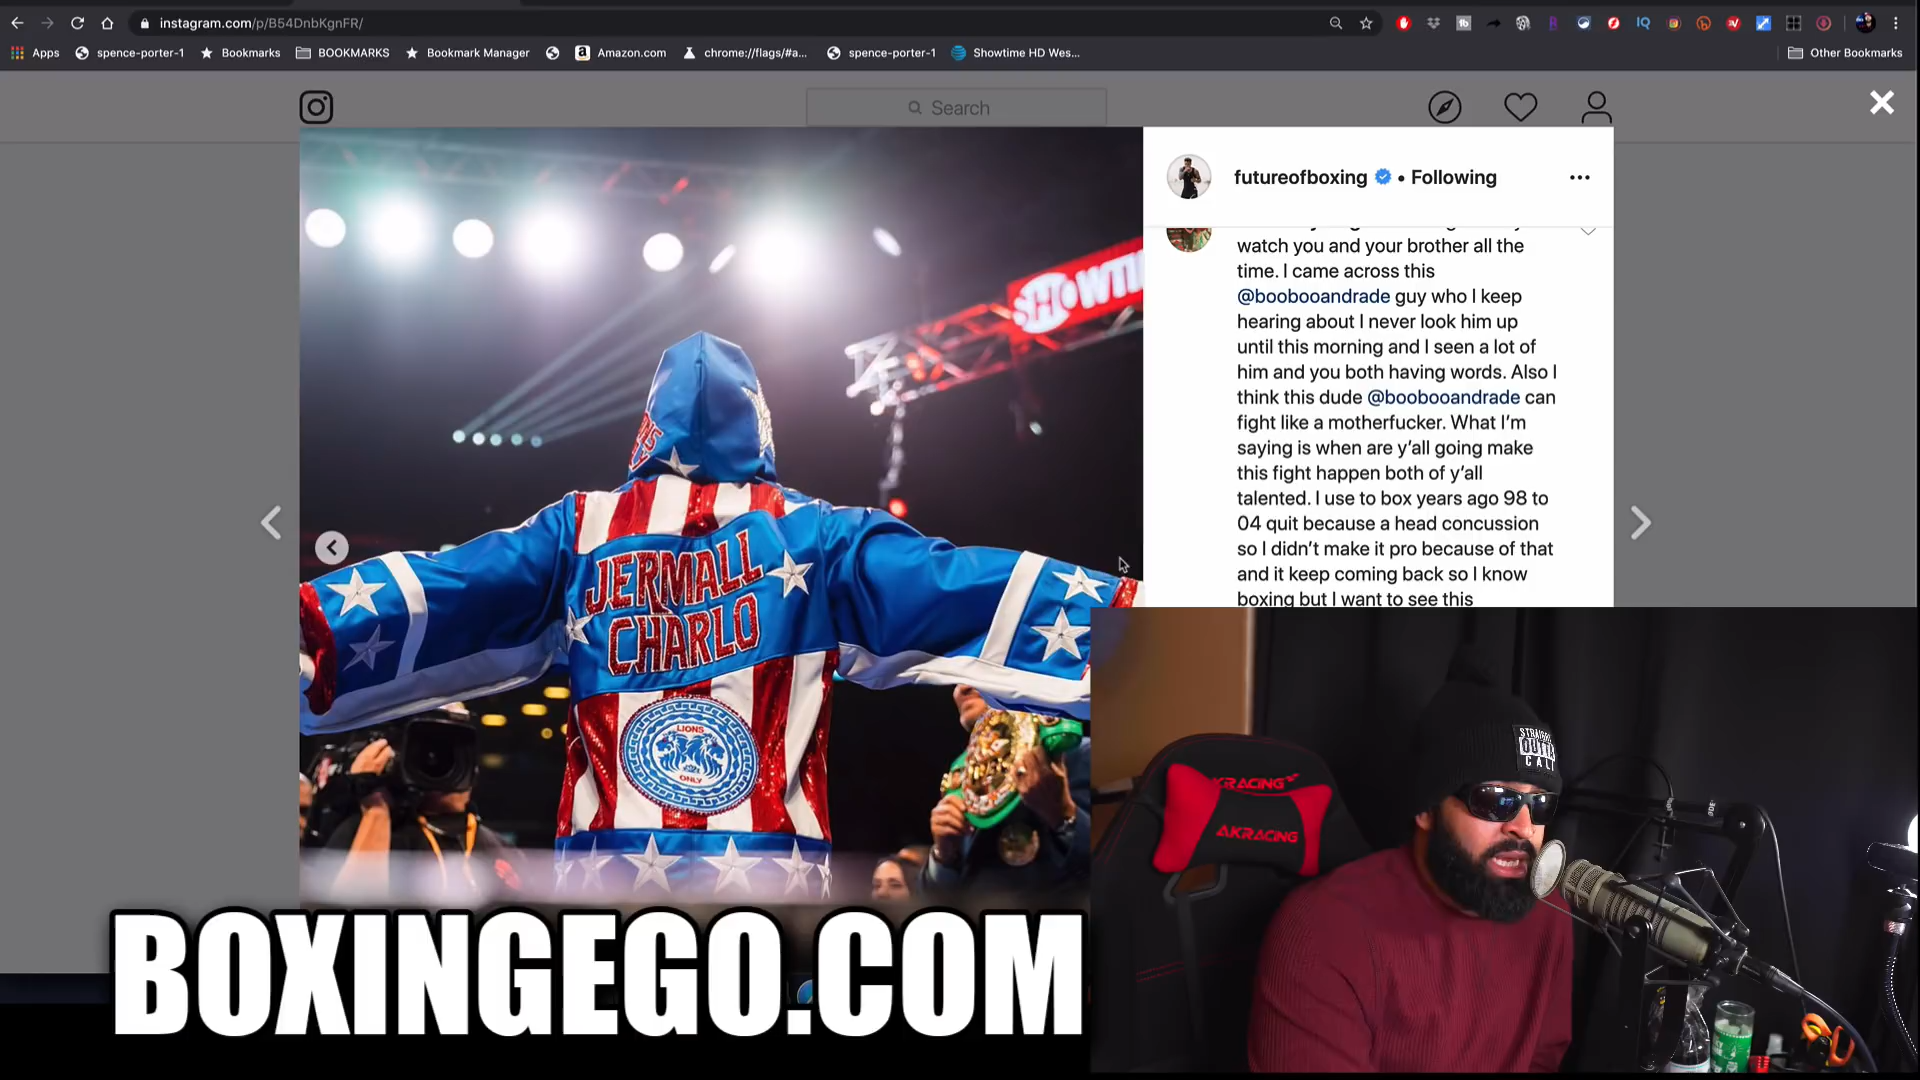 instagram.com/p/B54DnbKgnFR/
Apps
spence-porter-1
Bookmarks
BOOKMARKS
Bookmark Manager
Amazon.com
chrome://flags/#a...
spence-porter-1
Showtime HD Wes...
Other Bookmarks
Search
futureofboxing • Following
watch you and your brother all the
time. I came across this
@boobooandrade guy who I keep
hearing about I never look him up
until this morning and I seen a lot of
him and you both having words. Also I
think this dude @boobooandrade can
fight like a motherfucker. What I'm
saying is when are y'all going make
this fight happen both of y'all
talented. I use to box years ago 98 to
04 quit because a head concussion
so I didn't make it pro because of that
and it keep coming back so I know
boxing but I want to see this
SHOWTI
JERMALL
CHARLO
LIONS
ONLY
STRAIGHT
OUTTA
CALI
AKRACING
AKRACING
BOXINGEGO.COM